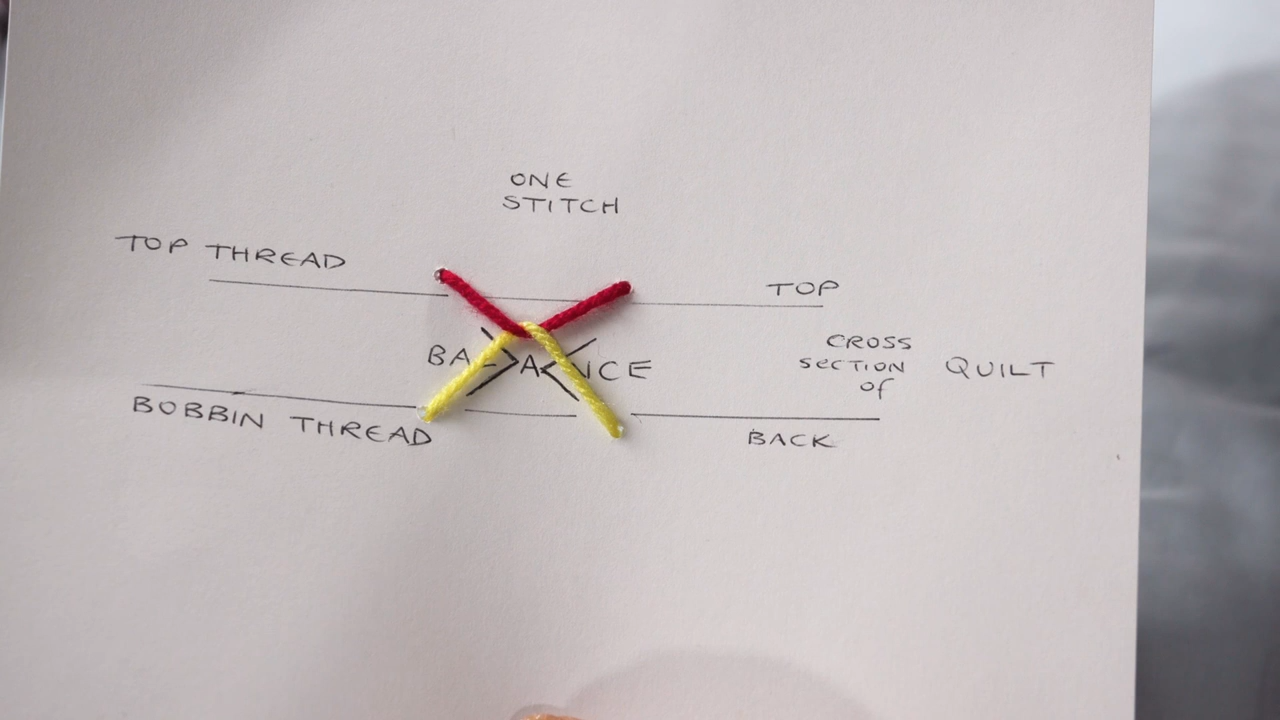 ONE
STITCH
TOP THREAD
TOP
CROSS
SECTION
OF
QUILT
BOBBIN THREAD
BACK